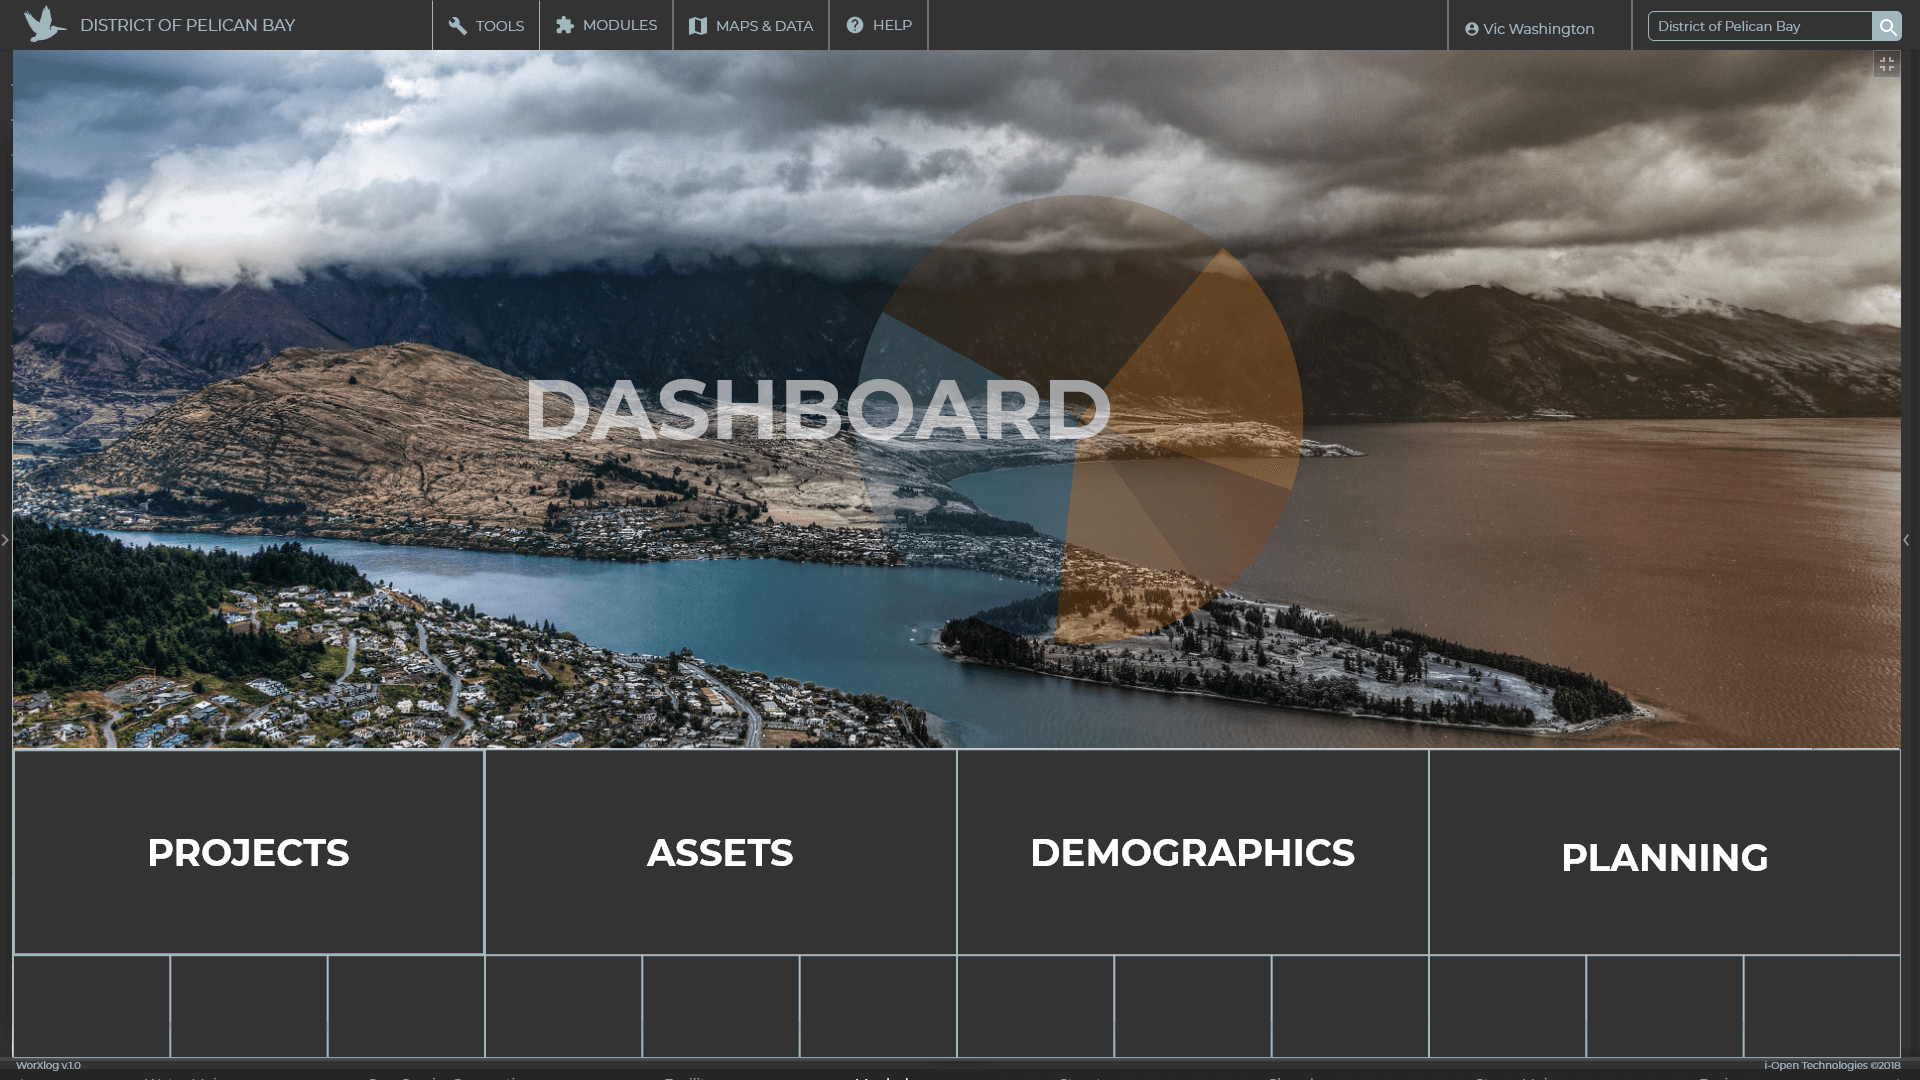 DISTRICT OF PELICAN BAY
TOOLS
MODULES
MAPS & DATA
HELP
Vic Washington
District of Pelican Bay
DASHBOARD
PROJECTS
ASSETS
DEMOGRAPHICS
PLANNING
WorXlog v.1.0
i-Open Technologies ©2018